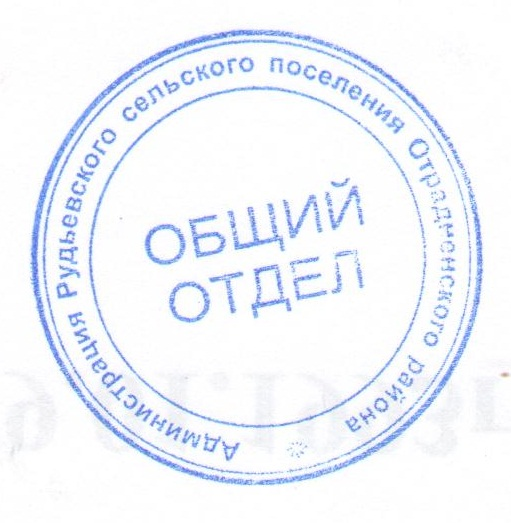 Администрация Рудьевского сельского поселения Отрадненского района
ОБЩИЙ
ОТДЕЛ